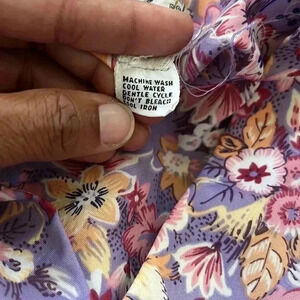 MACHINE WASH
COOL WATER
GENTLE CYCLE
DON'T BLEACH
COOL IRON